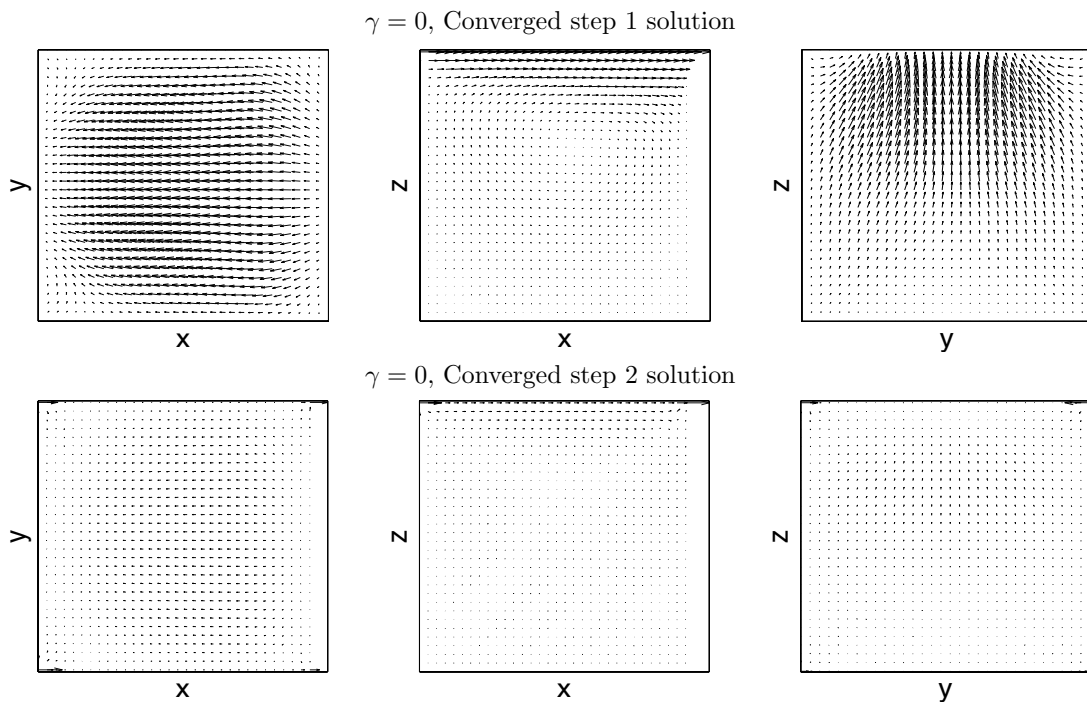 γ = 0, Converged step 1 solution
y
x
z
x
z
y
γ = 0, Converged step 2 solution
y
x
z
x
z
y